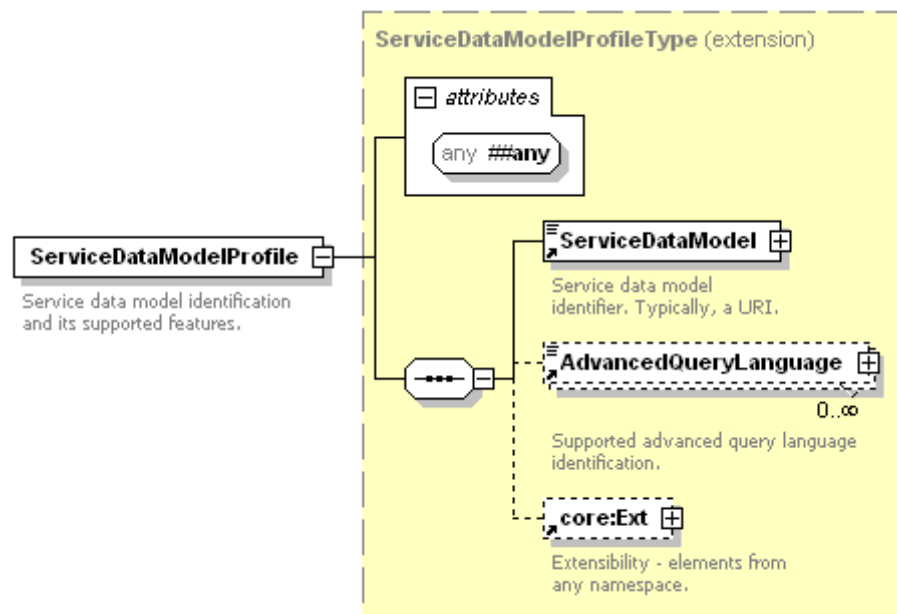 ServiceDataModelProfileType (extension)
attributes
any ##any
ServiceDataModelProfile
Service data model identification
and its supported features.
ServiceDataModel
Service data model
identifier. Typically, a URI.
AdvancedQueryLanguage
0..∞
Supported advanced query language
identification.
core:Ext
Extensibility - elements from
any namespace.